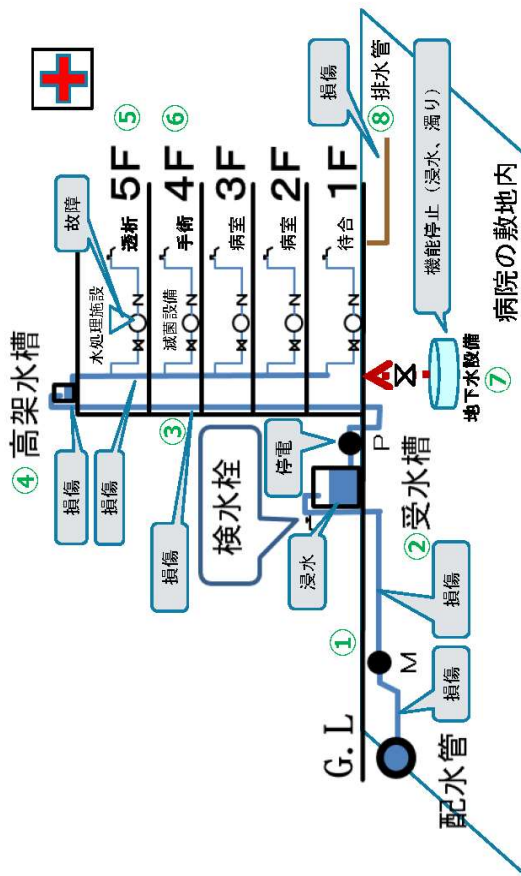 ④ 高架水槽
損傷
損傷
③
損傷
水処理施設
故障
透析
5F
⑤
滅菌設備
手術
4F
⑥
病室
3F
病室
2F
待合
1F
検水栓
浸水
停電
P
② 受水槽
①
G.L
損傷
M
損傷
配水管
地下水設備
⑦
機能停止（浸水、濁り）
損傷
⑧
排水管
病院の敷地内